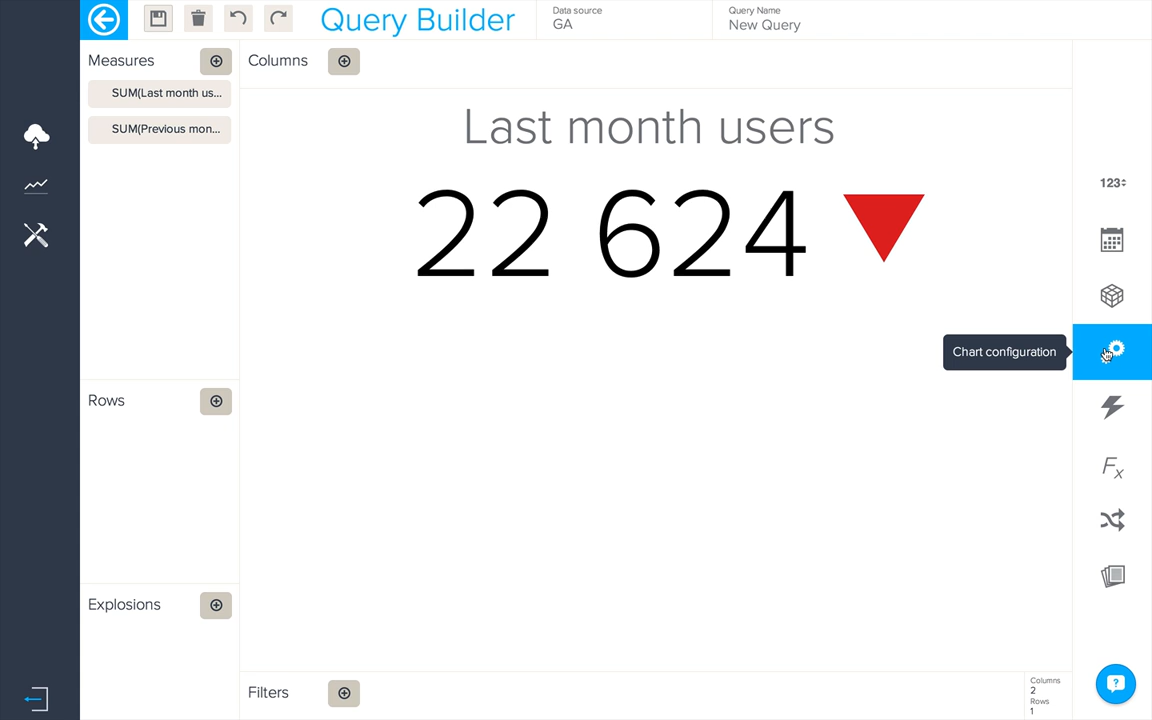 Query Builder
Data source
GA
Query Name
New Query
Measures
SUM(Last month us...
SUM(Previous mon...
Columns
Last month users
22 624
123
Chart configuration
Fx
Rows
Explosions
Filters
Columns
2
Rows
1
?